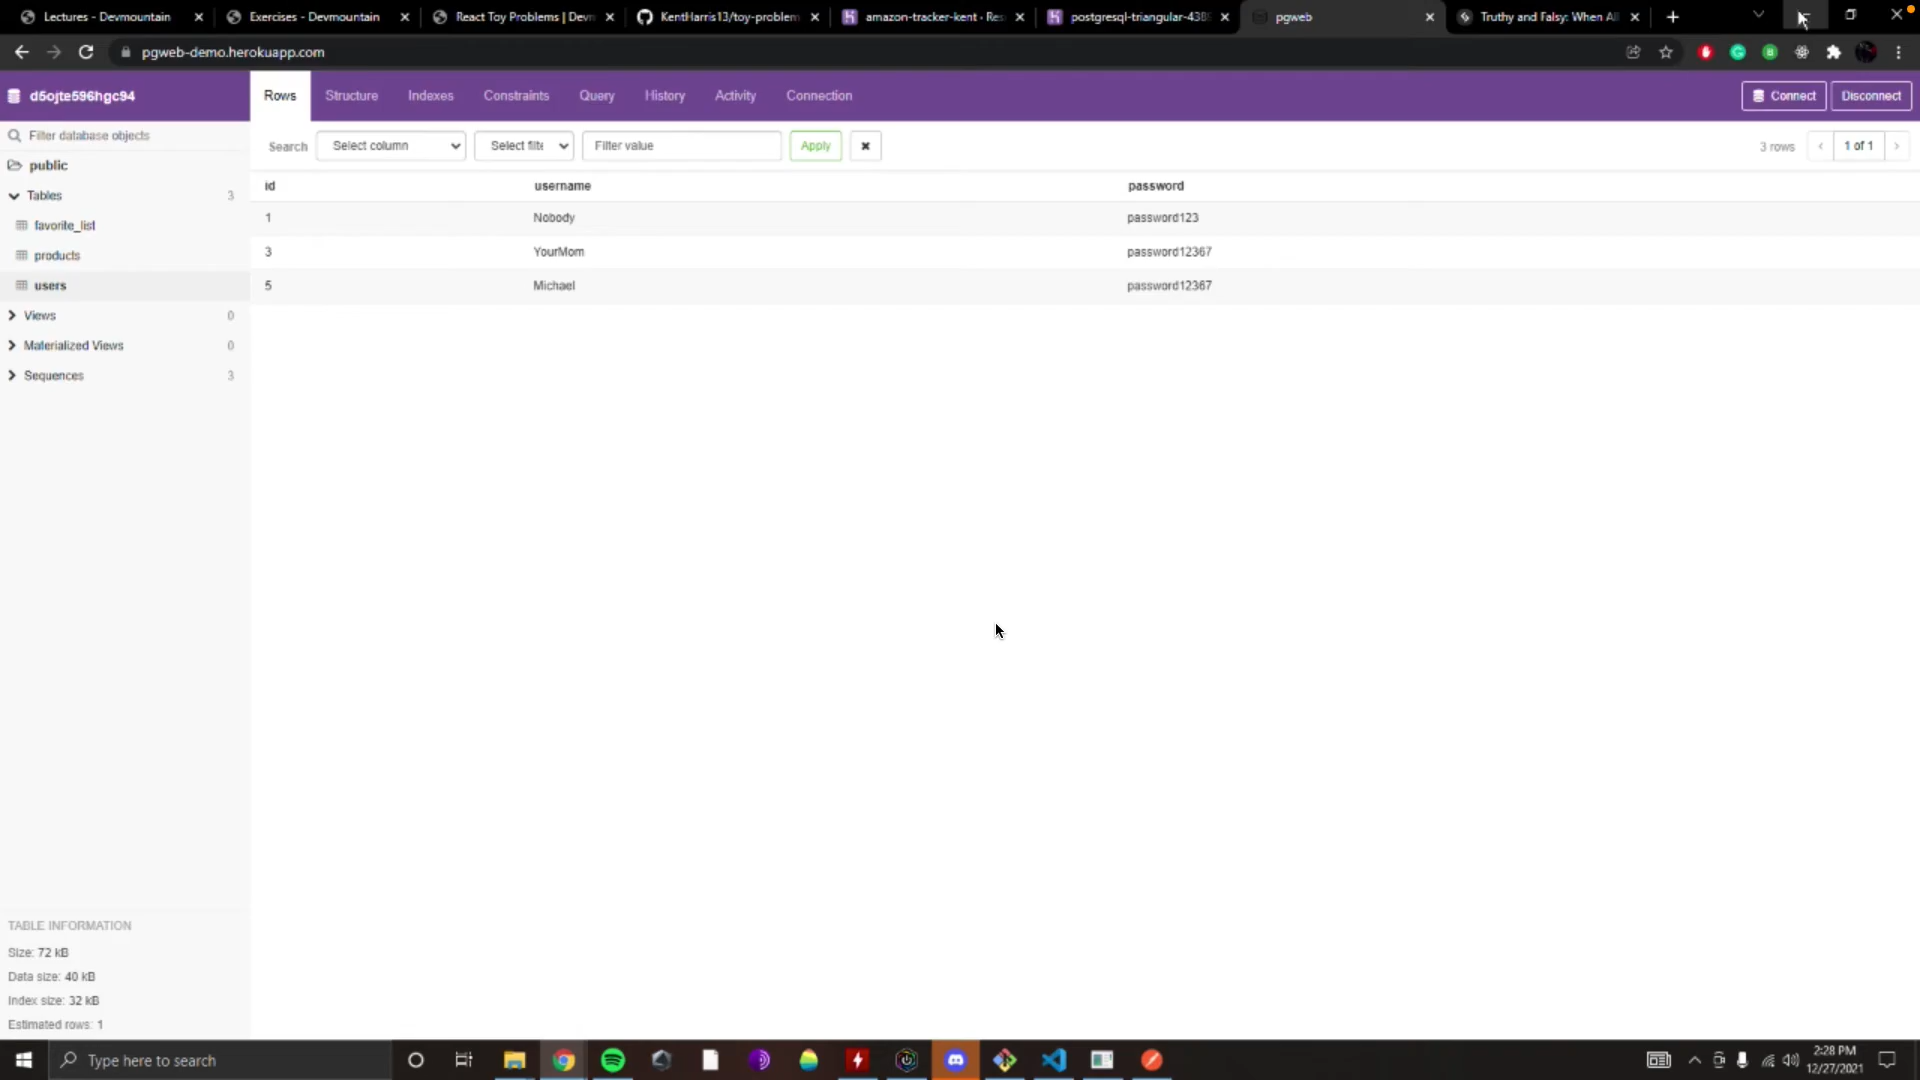 Lectures - Devmountain
Exercises - Devmountain
React Toy Problems | Devm
KentHarris13/toy-problem
amazon-tracker-kent · Res
postgresql-triangular-438
pgweb
Truthy and Falsy: When All
pgweb-demo.herokuapp.com
d5ojte596hgc94
Rows
Structure
Indexes
Constraints
Query
History
Activity
Connection
Connect
Disconnect
Filter database objects
Search
Select column
Select filte
Filter value
Apply
3 rows
1 of 1
public
Tables 3
favorite_list
products
users
Views 0
Materialized Views 0
Sequences 3
id username password
1 Nobody password123
3 YourMom password12367
5 Michael password12367
TABLE INFORMATION
Size: 72 kB
Data size: 40 kB
Index size: 32 kB
Estimated rows: 1
Type here to search
2:28 PM
12/27/2021